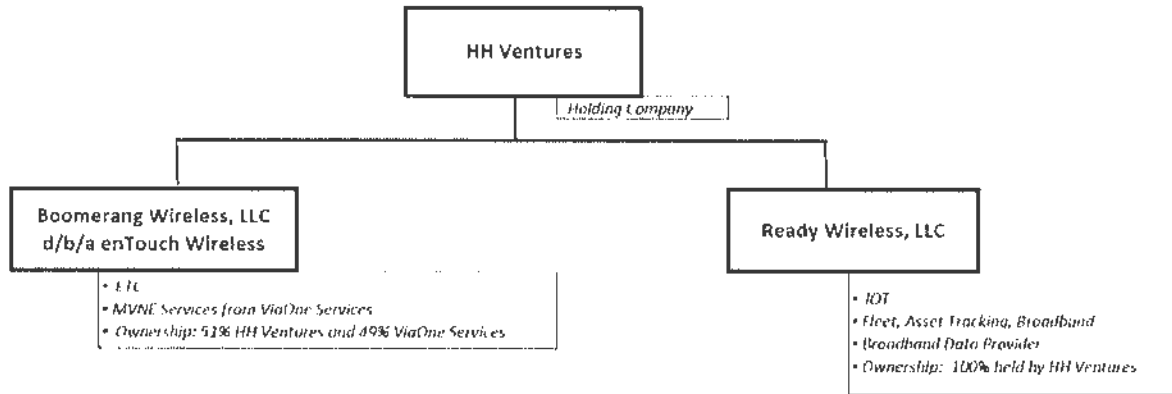 HH Ventures
Holding Company
Boomerang Wireless, LLC
d/b/a enTouch Wireless
• ETC
• MVNE Services from ViaOne Services
• Ownership: 51% HH Ventures and 49% ViaOne Services
Ready Wireless, LLC
• IOT
• Fleet, Asset Tracking, Broadband
• Broadband Data Provider
• Ownership: 100% held by HH Ventures